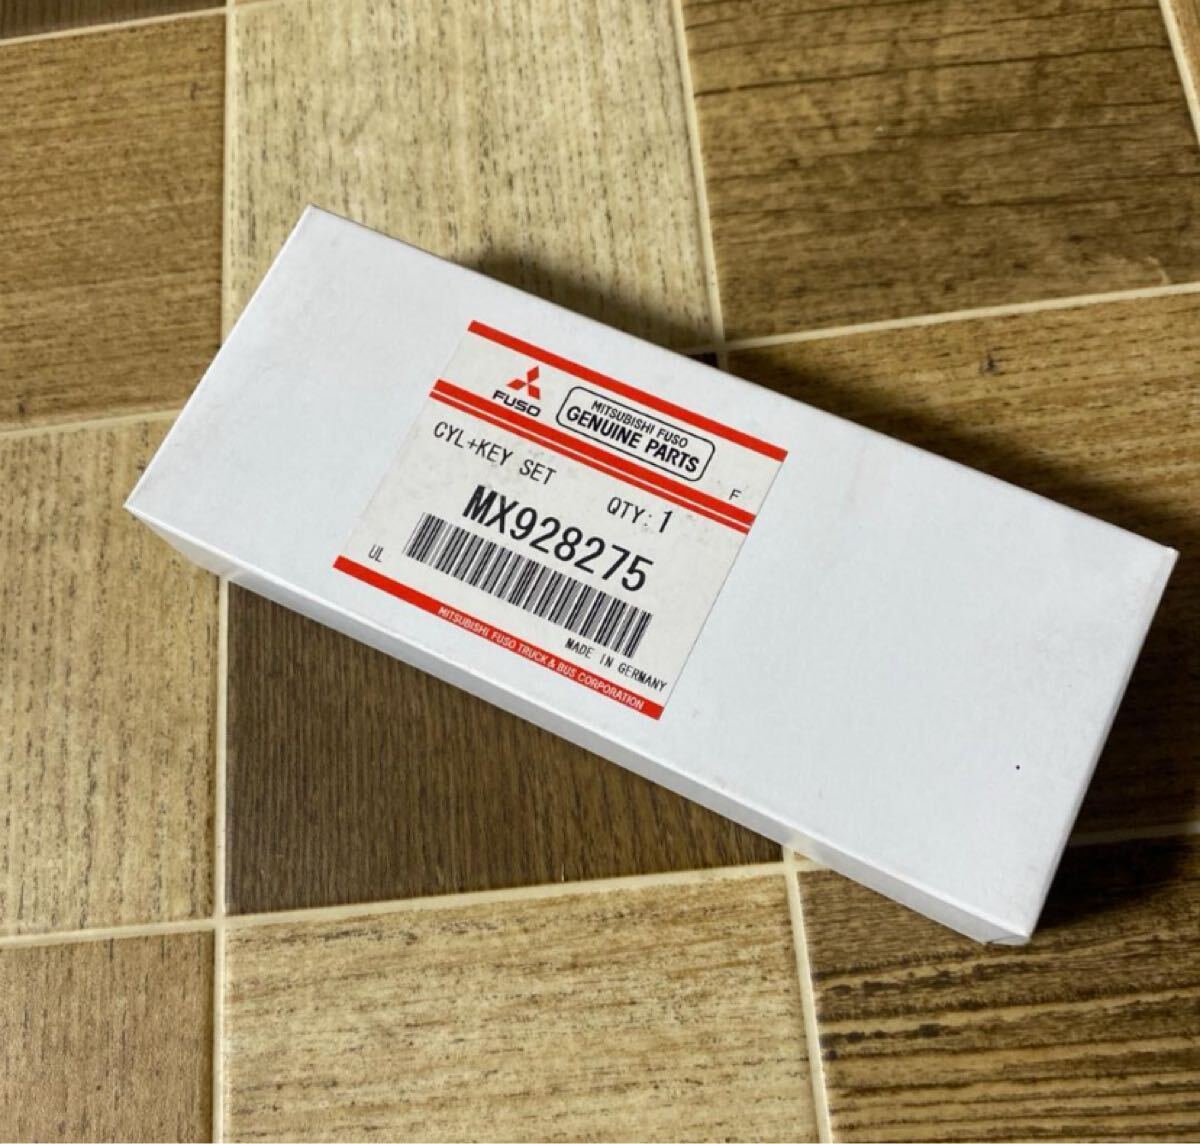 FUSO
MITSUBISHI FUSO
GENUINE PARTS
F
CYL+KEY SET
QTY: 1
MX928275
UL
MADE IN GERMANY
MITSUBISHI FUSO TRUCK & BUS CORPORATION